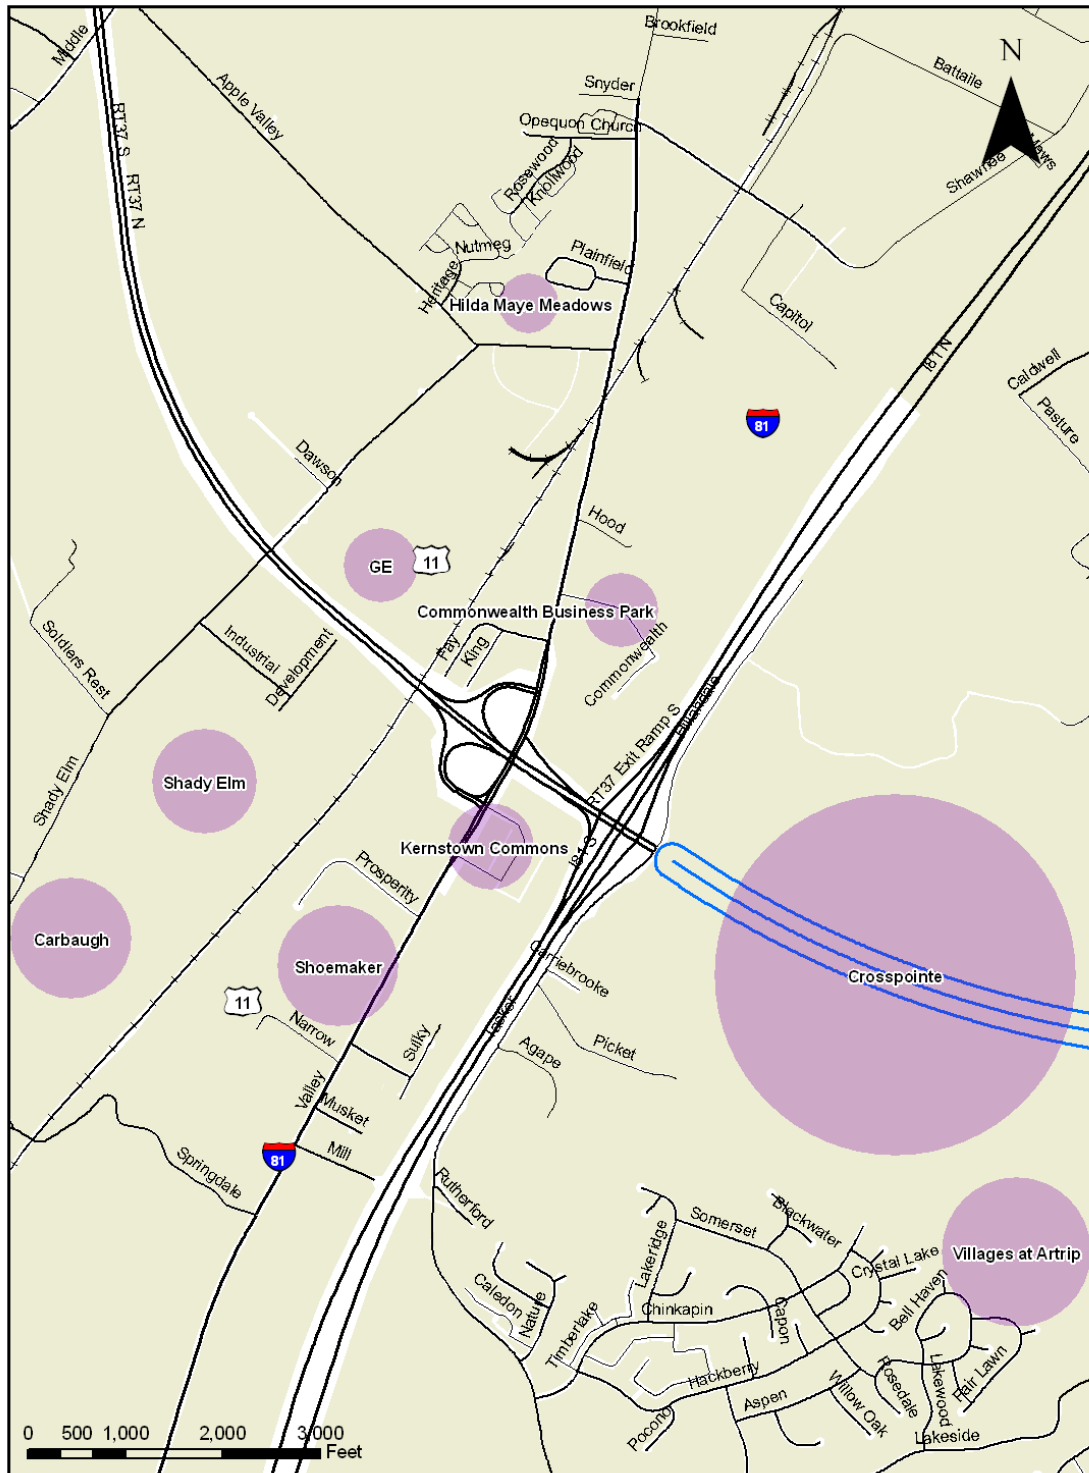 Brookfield
Middle
N
Battaile
Apple Valley
Snyder
RT37 S
Opequon Church
Mews
Shawnee
Rosewood
Knollwood
RT37 N
Nutmeg
Plainfield
Heritage
Hilda Maye Meadows
Capitol
I81 N
Caldwell
Pasture
81
Dawson
Hood
GE
11
Commonwealth Business Park
Soldiers Rest
Industrial
Fay
King
Development
Commonwealth
RT37 Exit Ramp S
Shady Elm
Shady Elm
Kernstown Commons
I81 S
Prosperity
Carbaugh
Shoemaker
Carriebrooke
Crosspointe
11
Narrow
Sulky
Tasker
Agape
Picket
Valley
Musket
Mill
81
Springdale
Rutherford
Somerset
Blackwater
Lakeridge
Crystal Lake
Villages at Artrip
Caledon
Nature
Timberlake
Chinkapin
Capon
Bell Haven
Hackberry
Aspen
Willow Oak
Rosedale
Lakewood
Fair Lawn
Pocono
Lakeside
0 500 1,000 2,000 3,000
Feet